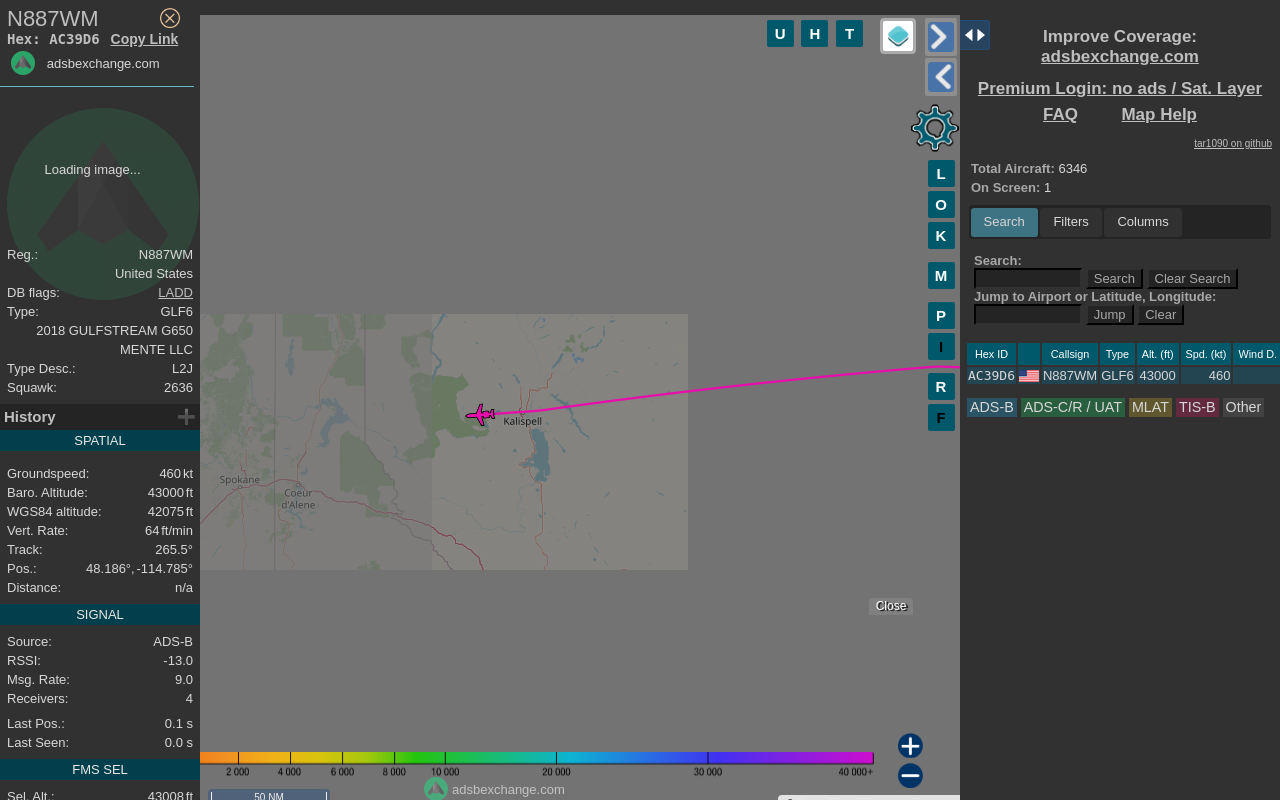 N887WM
Hex: AC39D6 Copy Link
adsbexchange.com
Loading image...
Reg.: N887WM
United States
DB flags: LADD
Type: GLF6
2018 GULFSTREAM G650
MENTE LLC
Type Desc.: L2J
Squawk: 2636
History
SPATIAL
Groundspeed: 460 kt
Baro. Altitude: 43000 ft
WGS84 altitude: 42075 ft
Vert. Rate: 64 ft/min
Track: 265.5°
Pos.: 48.186°, -114.785°
Distance: n/a
SIGNAL
Source: ADS-B
RSSI: -13.0
Msg. Rate: 9.0
Receivers: 4
Last Pos.: 0.1 s
Last Seen: 0.0 s
FMS SEL
Sel. Alt.: 43008 ft
U H T
L
O
K
M
P
I
R
F
Kalispell
Spokane
Coeur
d'Alene
Close
2 000 4 000 6 000 8 000 10 000 20 000 30 000 40 000+
adsbexchange.com
50 NM
Improve Coverage:
adsbexchange.com
Premium Login: no ads / Sat. Layer
FAQ Map Help
tar1090 on github
Total Aircraft: 6346
On Screen: 1
Search Filters Columns
Search:
Search Clear Search
Jump to Airport or Latitude, Longitude:
Jump Clear
Hex ID Callsign Type Alt. (ft) Spd. (kt) Wind D.
AC39D6 N887WM GLF6 43000 460
ADS-B ADS-C/R / UAT MLAT TIS-B Other